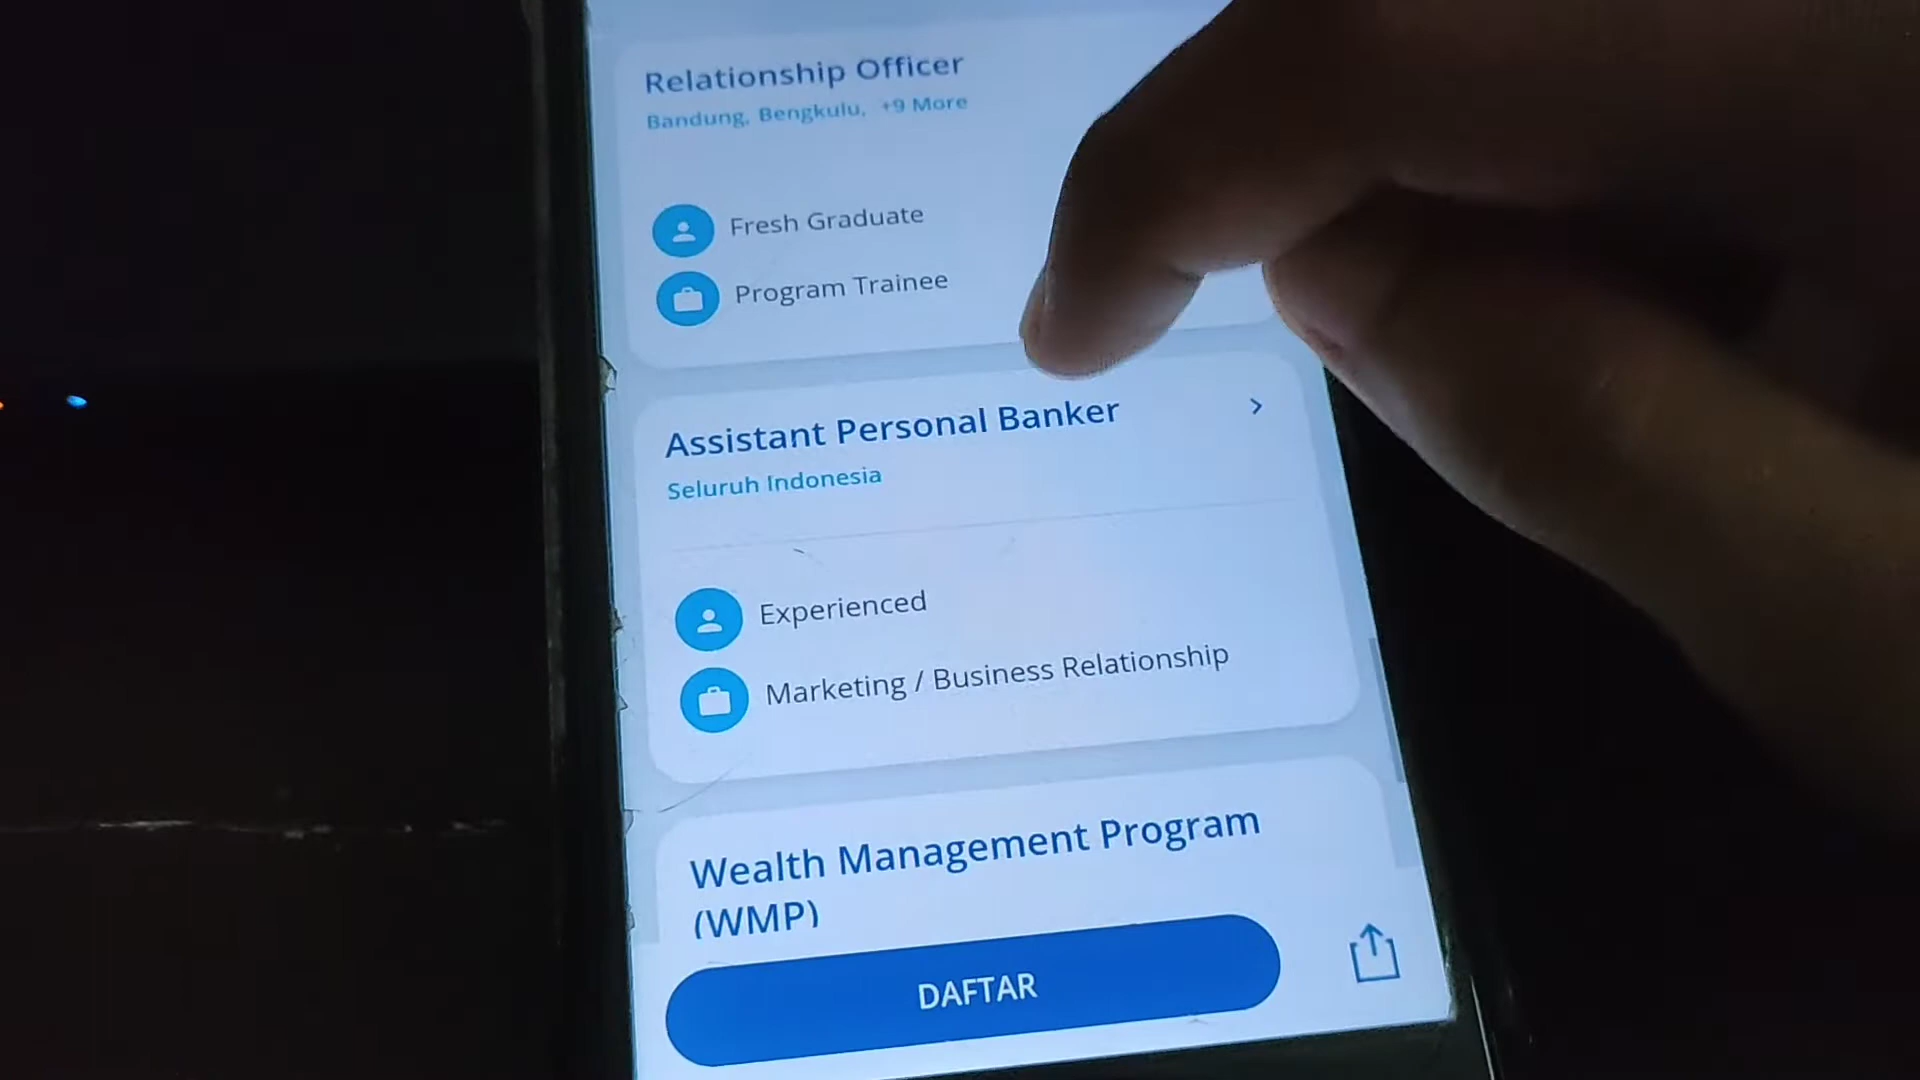 Relationship Officer
Bandung, Bengkulu, +9 More
Fresh Graduate
Program Trainee
Assistant Personal Banker
Seluruh Indonesia
Experienced
Marketing / Business Relationship
Wealth Management Program
(WMP)
DAFTAR